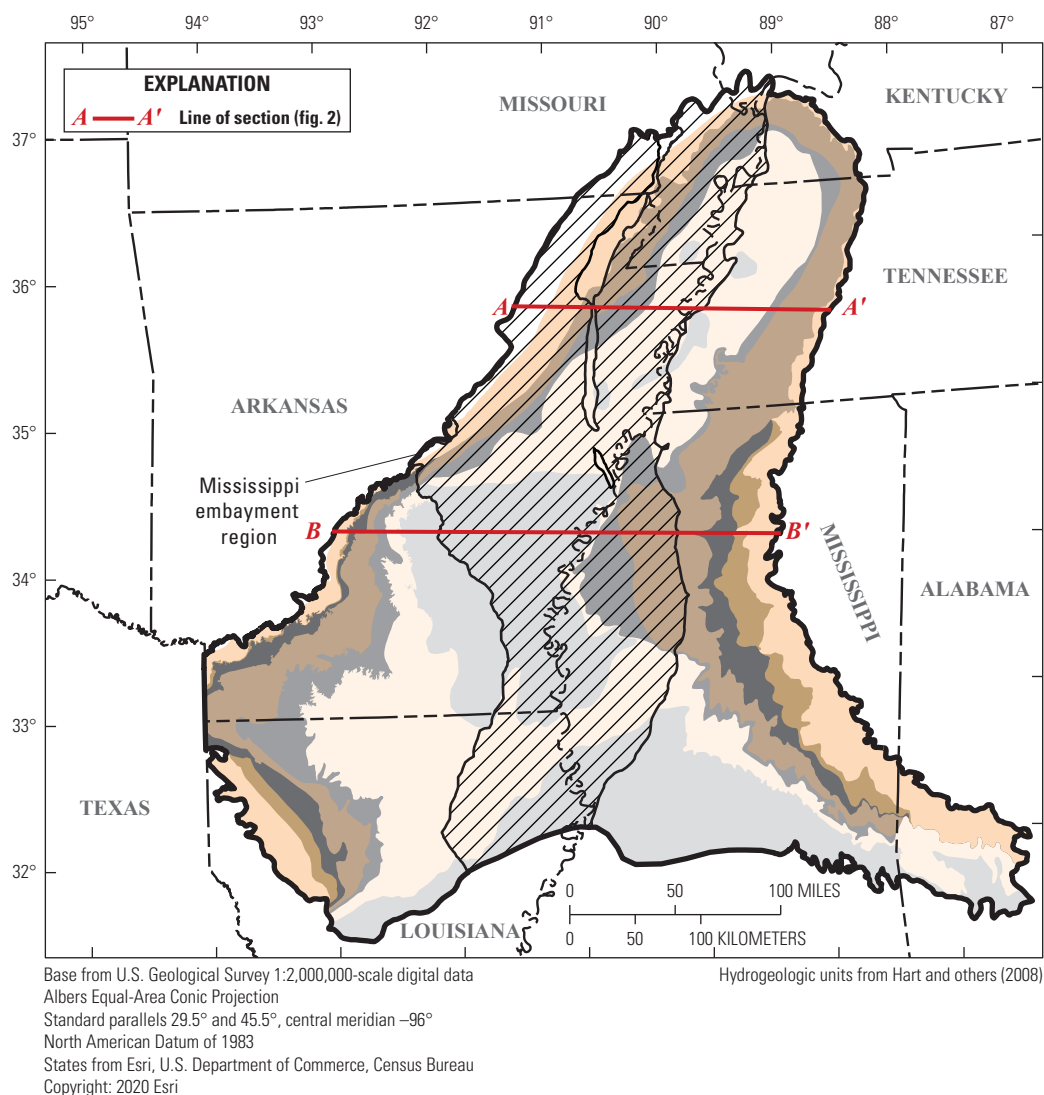 95° 94° 93° 92° 91° 90° 89° 88° 87°
EXPLANATION
A A′ Line of section (fig. 2)
MISSOURI
KENTUCKY
37°
36°
TENNESSEE
A A′
ARKANSAS
35°
Mississippi
embayment
region
B B′
MISSISSIPPI
34°
ALABAMA
33°
TEXAS
32°
0 50 100 MILES
0 50 100 KILOMETERS
LOUISIANA
Base from U.S. Geological Survey 1:2,000,000-scale digital data
Hydrogeologic units from Hart and others (2008)
Albers Equal-Area Conic Projection
Standard parallels 29.5° and 45.5°, central meridian –96°
North American Datum of 1983
States from Esri, U.S. Department of Commerce, Census Bureau
Copyright: 2020 Esri